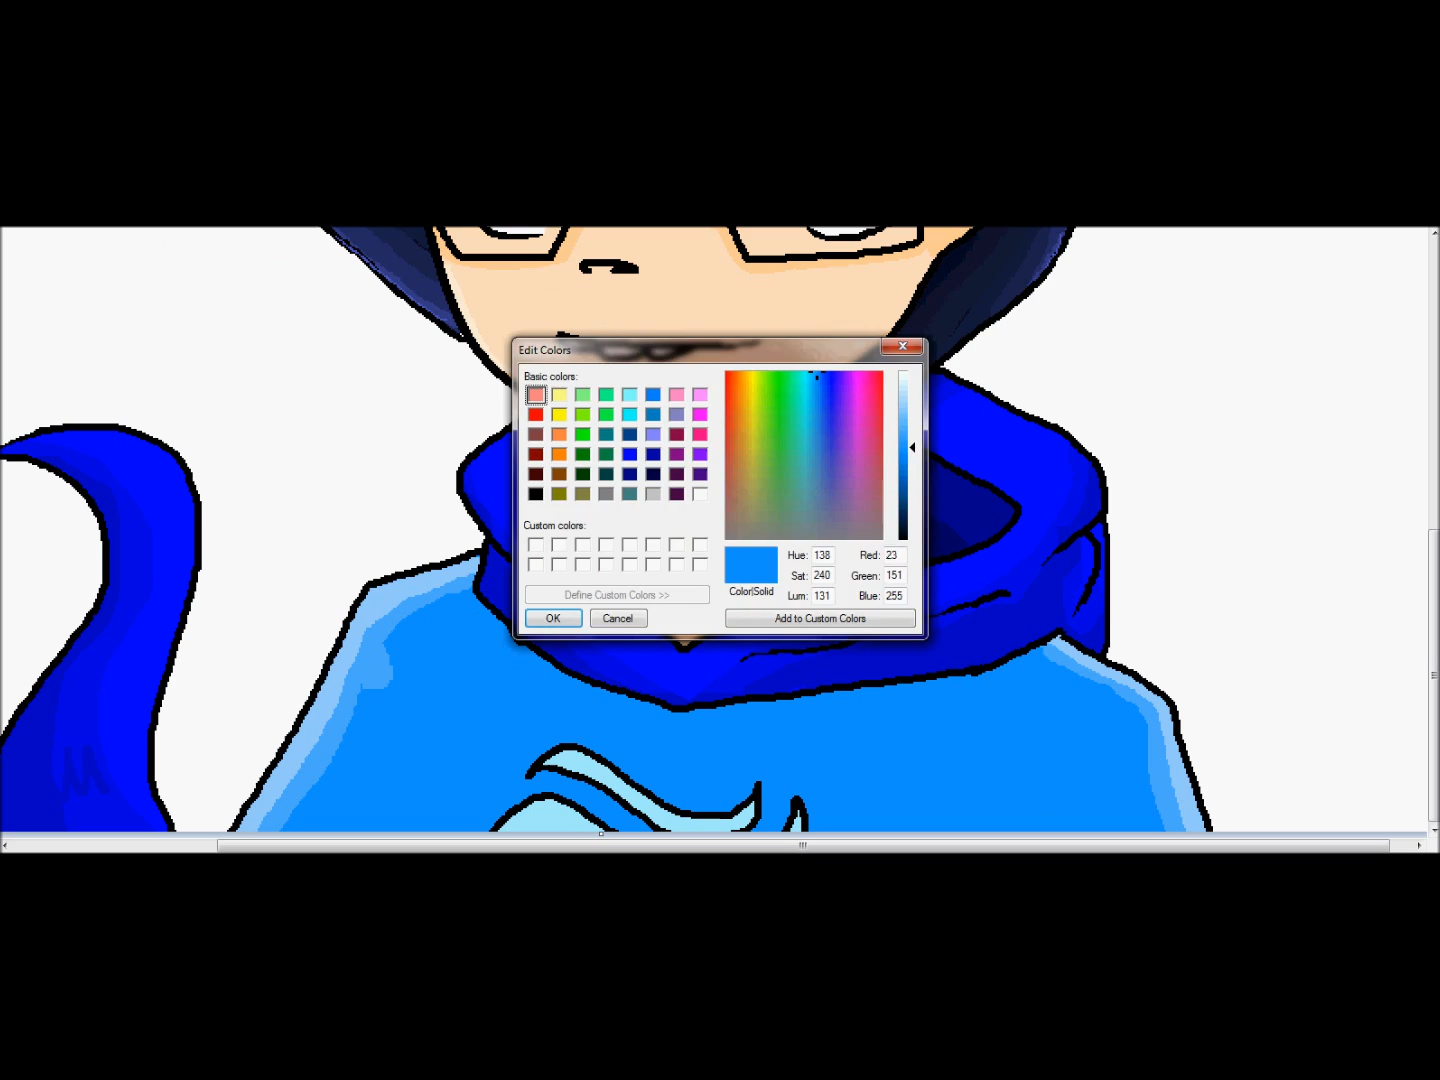 Edit Colors
Basic colors:
Custom colors:
Define Custom Colors >>
OK
Cancel
Color|Solid
Hue: 138
Sat: 240
Lum: 131
Red: 23
Green: 151
Blue: 255
Add to Custom Colors